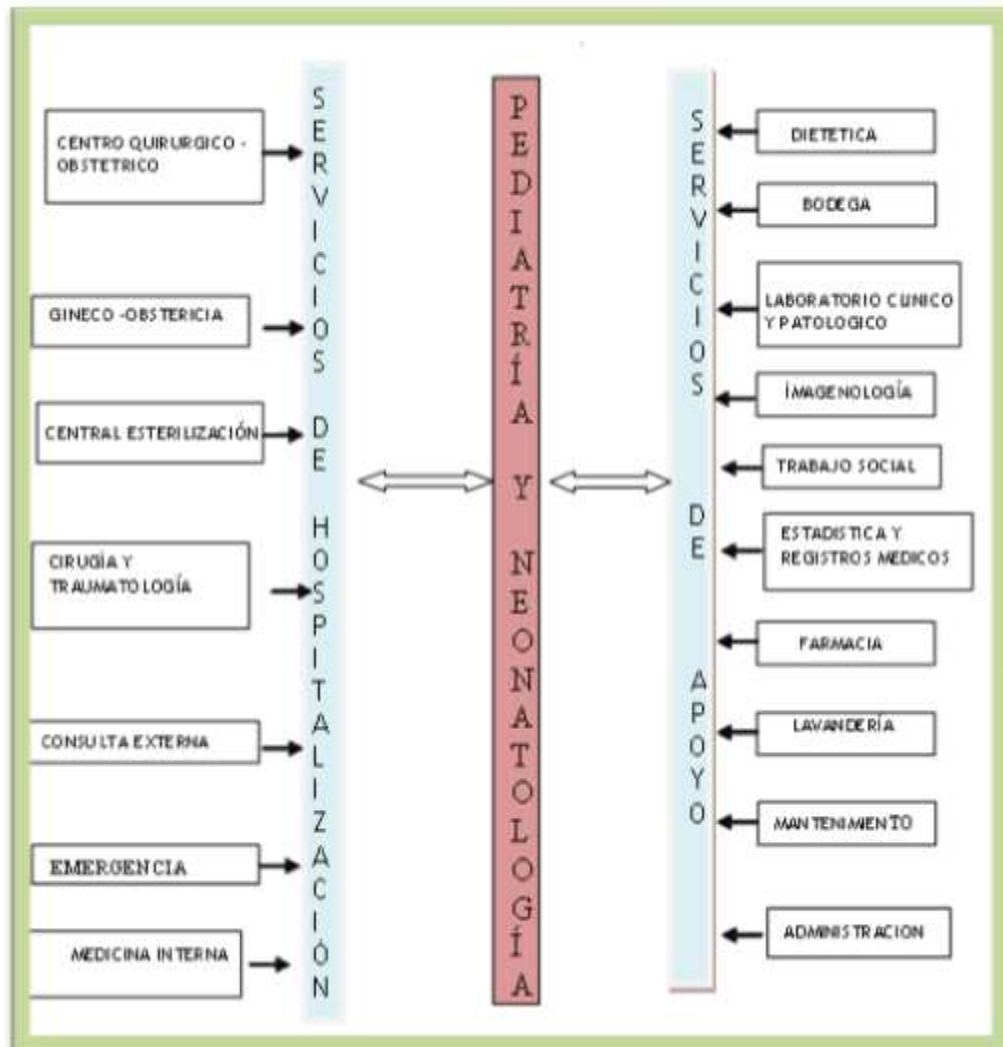 CENTRO QUIRURGICO -
OBSTETRICO
GINECO -OBSTERICIA
CENTRAL ESTERILIZACIÓN
CIRUGÍA Y
TRAUMATOLOGÍA
CONSULTA EXTERNA
EMERGENCIA
MEDICINA INTERNA
SERVICIOS DE HOSPITALIZACIÓN
PEDIATRÍA Y NEONATOLOGÍA
SERVICIOS DE APOYO
DIETETICA
BODEGA
LABORATORIO CLINICO
Y PATOLOGICO
IMAGENOLOGÍA
TRABAJO SOCIAL
ESTADISTICA Y
REGISTROS MEDICOS
FARMACIA
LAVANDERÍA
MANTENIMIENTO
ADMINISTRACION